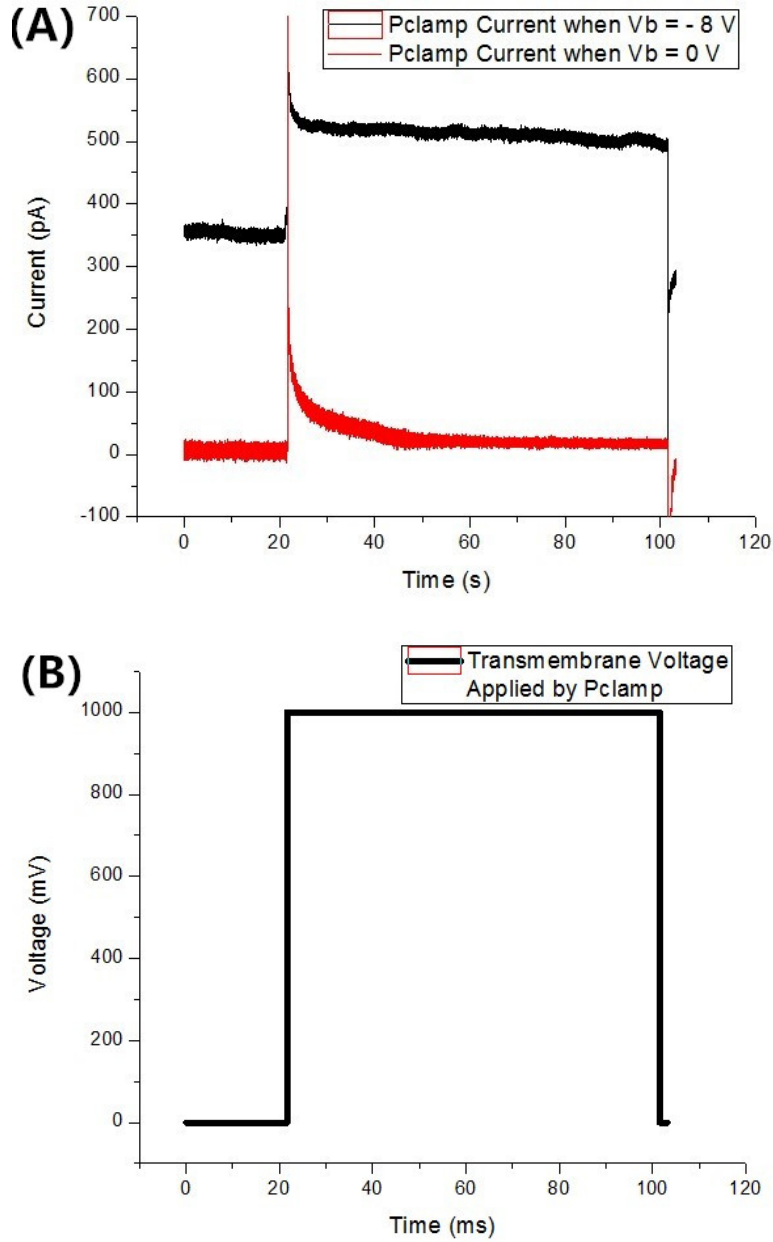 (A)
Pclamp Current when Vb = - 8 V
Pclamp Current when Vb = 0 V
700
600
500
400
300
200
100
0
-100
Current (pA)
0 20 40 60 80 100 120
Time (s)
(B)
Transmembrane Voltage
Applied by Pclamp
1000
800
600
400
200
0
Voltage (mV)
0 20 40 60 80 100 120
Time (ms)